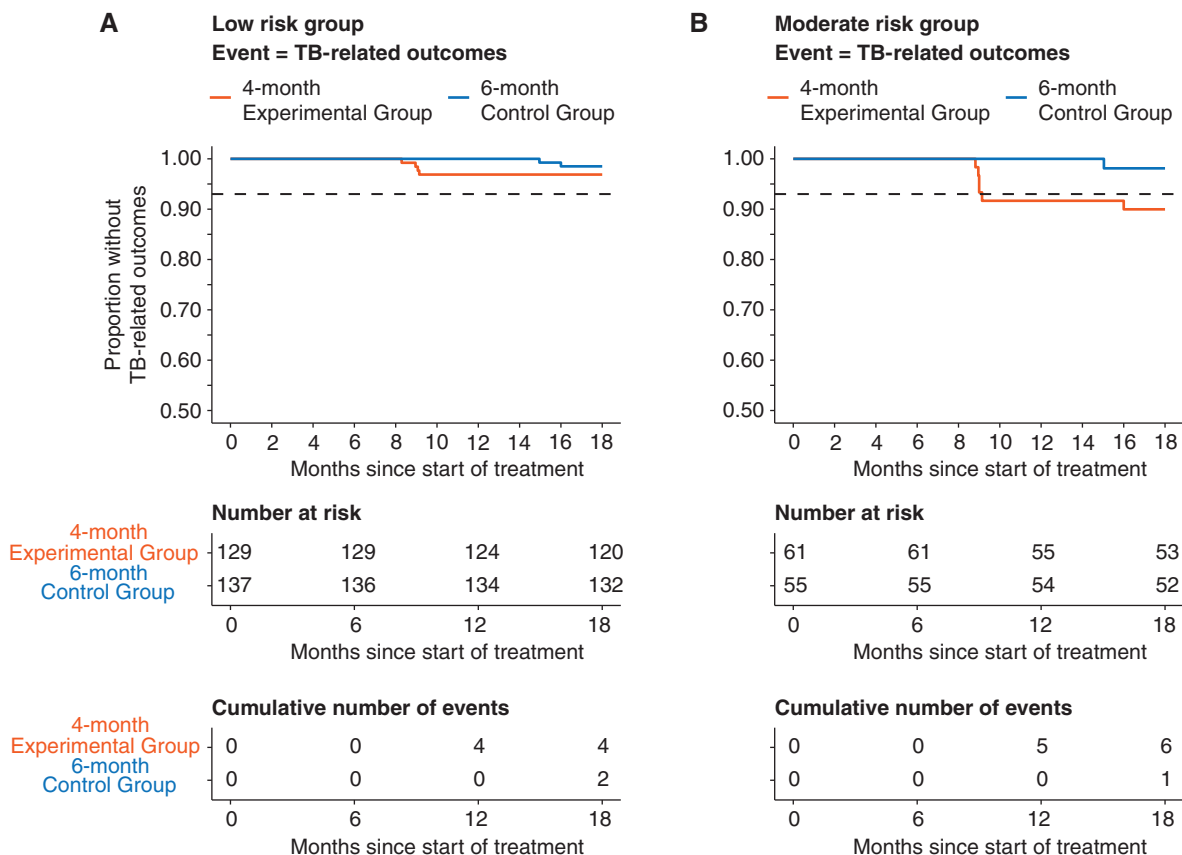 A
Low risk group
Event = TB-related outcomes
4-month
Experimental Group
6-month
Control Group
Proportion without
TB-related outcomes
1.00
0.90
0.80
0.70
0.60
0.50
0 2 4 6 8 10 12 14 16 18
Months since start of treatment
B
Moderate risk group
Event = TB-related outcomes
4-month
Experimental Group
6-month
Control Group
1.00
0.90
0.80
0.70
0.60
0.50
0 2 4 6 8 10 12 14 16 18
Months since start of treatment
Number at risk
4-month
Experimental Group
129 129 124 120
6-month
Control Group
137 136 134 132
0 6 12 18
Months since start of treatment
Number at risk
61 61 55 53
55 55 54 52
0 6 12 18
Months since start of treatment
Cumulative number of events
4-month
Experimental Group
0 0 4 4
6-month
Control Group
0 0 0 2
0 6 12 18
Months since start of treatment
Cumulative number of events
0 0 5 6
0 0 0 1
0 6 12 18
Months since start of treatment